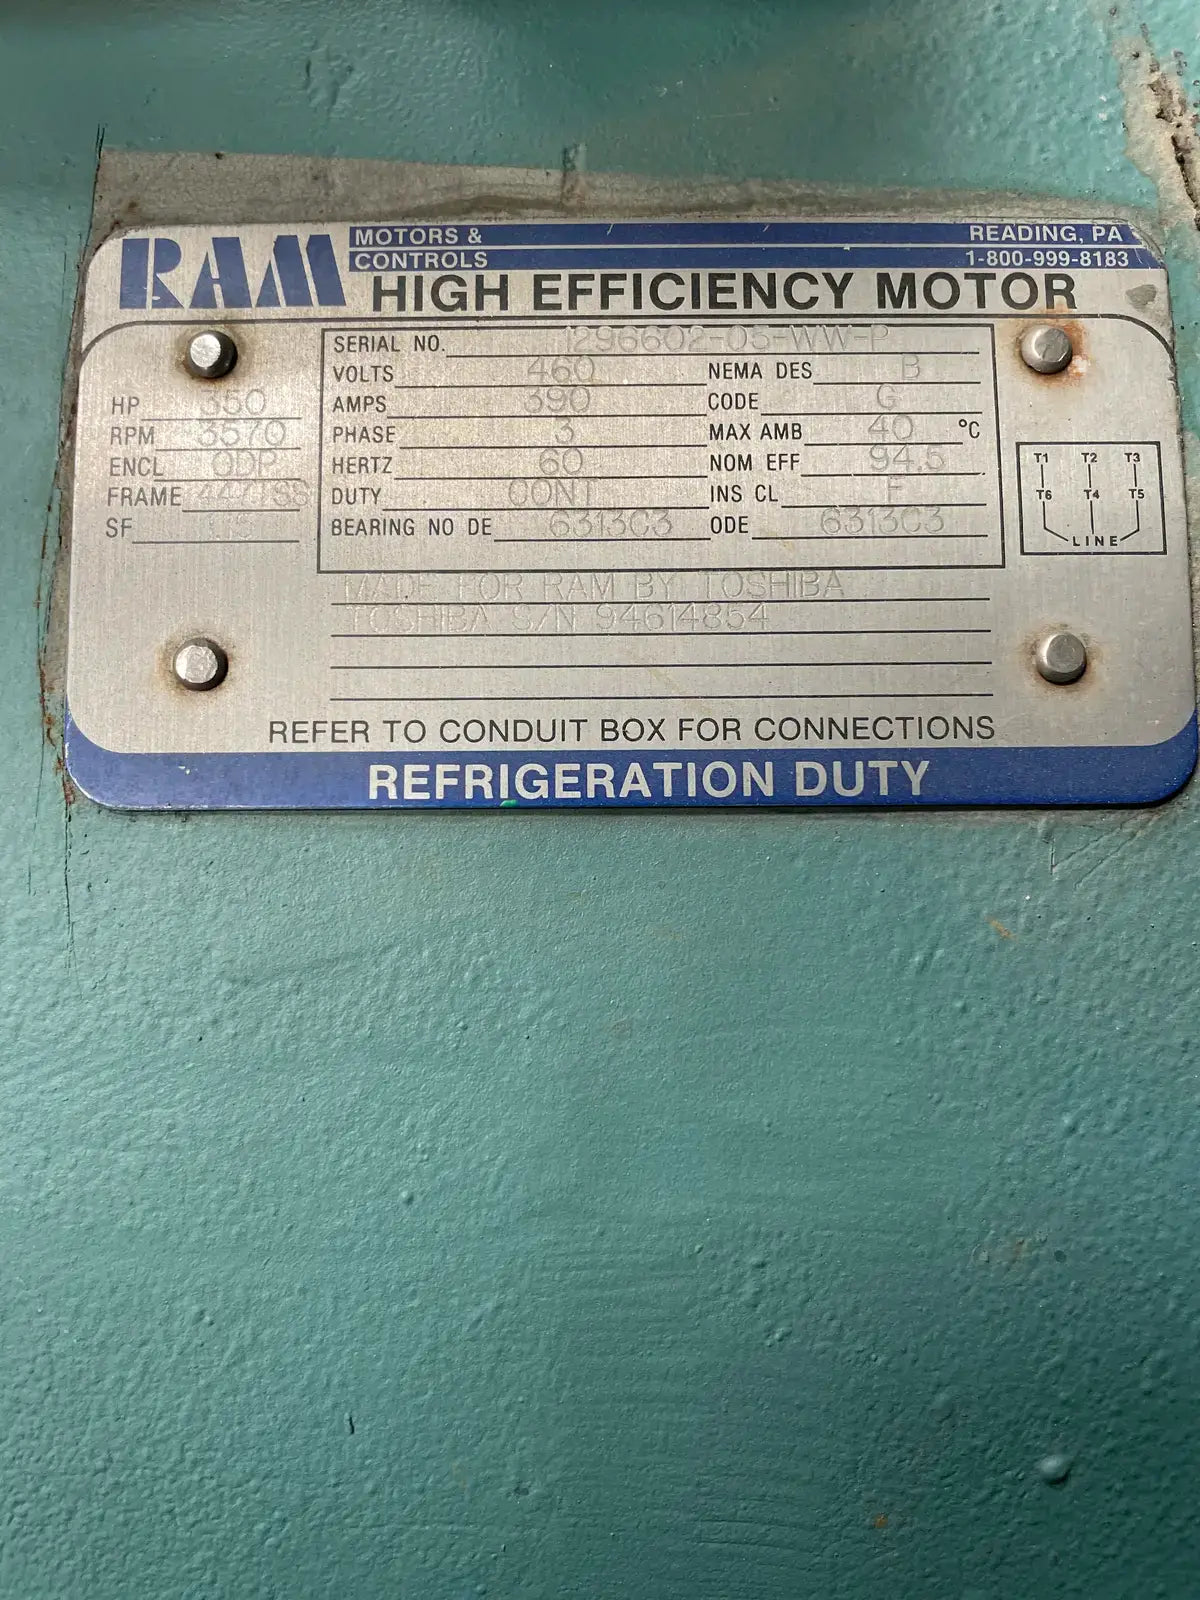 RAM MOTORS & CONTROLS READING, PA 1-800-999-8183
HIGH EFFICIENCY MOTOR
SERIAL NO. 1296602-05-WW-P
VOLTS 460 NEMA DES B
HP 350 AMPS 390 CODE G
RPM 3570 PHASE 3 MAX AMB 40 °C
ENCL ODP HERTZ 60 NOM EFF 94.5
FRAME DUTY CONT INS CL F
SF 1.15 BEARING NO DE 6313C3 ODE 6313C3
T1 T2 T3
T6 T4 T5
LINE
MADE FOR RAM BY TOSHIBA
TOSHIBA S/N 94614854
REFER TO CONDUIT BOX FOR CONNECTIONS
REFRIGERATION DUTY